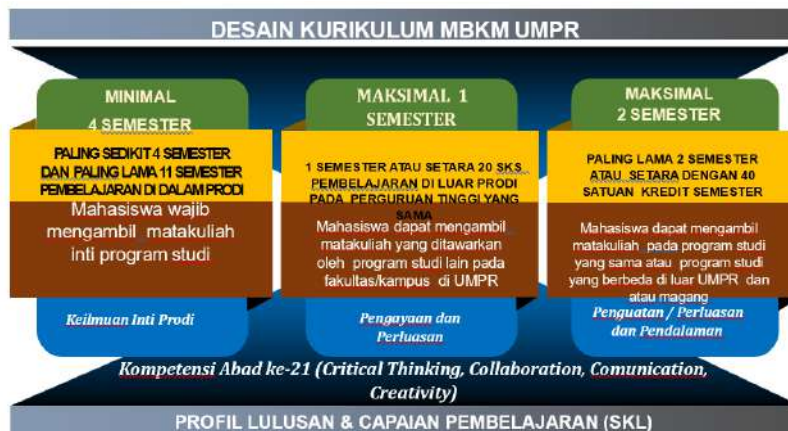 DESAIN KURIKULUM MBKM UMPR
MINIMAL
4 SEMESTER
PALING SEDIKIT 4 SEMESTER
DAN PALING LAMA 11 SEMESTER
PEMBELAJARAN DI DALAM PRODI
Mahasiswa wajib
mengambil matakuliah
inti program studi
Keilmuan Inti Prodi
MAKSIMAL 1
SEMESTER
1 SEMESTER ATAU SETARA 20 SKS
PEMBELAJARAN DI LUAR PRODI
PADA PERGURUAN TINGGI YANG
SAMA
Mahasiswa dapat mengambil
matakuliah yang ditawarkan
oleh program studi lain pada
fakultas/kampus di UMPR
Pengayaan dan
Perluasan
MAKSIMAL
2 SEMESTER
PALING LAMA 2 SEMESTER
ATAU SETARA DENGAN 40
SATUAN KREDIT SEMESTER
Mahasiswa dapat mengambil
matakuliah pada program studi
yang sama atau program studi
yang berbeda di luar UMPR dan
atau magang
Penguatan / Perluasan
dan Pendalaman
Kompetensi Abad ke-21 (Critical Thinking, Collaboration, Comunication,
Creativity)
PROFIL LULUSAN & CAPAIAN PEMBELAJARAN (SKL)